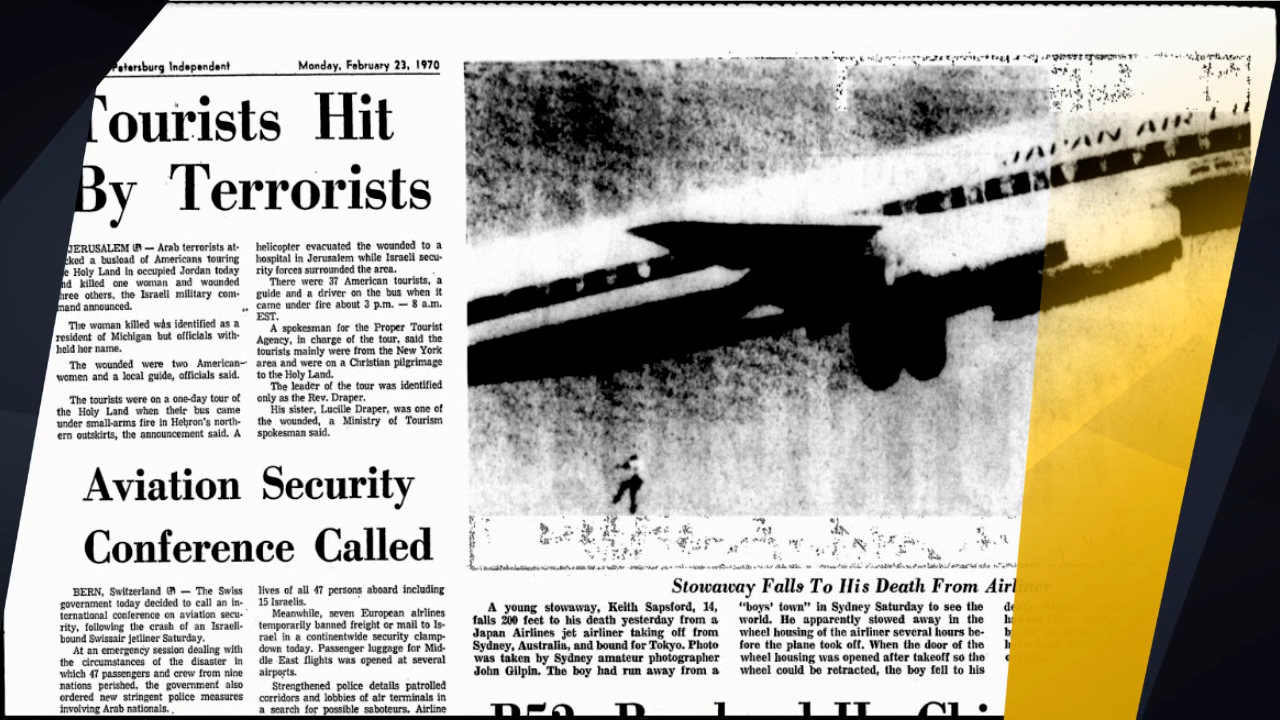 Petersburg Independent
Monday, February 23, 1970
Tourists Hit
By Terrorists
JERUSALEM — Arab terrorists at-
cked a busload of Americans touring
e Holy Land in occupied Jordan today
nd killed one woman and wounded
hree others, the Israeli military com-
mand announced.
The woman killed was identified as a
resident of Michigan but officials with-
held her name.
The wounded were two American
women and a local guide, officials said.
The tourists were on a one-day tour of
the Holy Land when their bus came
under small-arms fire in Hebron's north-
ern outskirts, the announcement said. A
helicopter evacuated the wounded to a
hospital in Jerusalem while Israeli secu-
rity forces surrounded the area.
There were 37 American tourists, a
guide and a driver on the bus when it
came under fire about 3 p.m. — 8 a.m.
EST.
A spokesman for the Proper Tourist
Agency, in charge of the tour, said the
tourists mainly were from the New York
area and were on a Christian pilgrimage
to the Holy Land.
The leader of the tour was identified
only as the Rev. Draper.
His sister, Lucille Draper, was one of
the wounded, a Ministry of Tourism
spokesman said.
Aviation Security
Conference Called
BERN, Switzerland — The Swiss
government today decided to call an in-
ternational conference on aviation secu-
rity, following the crash of an Israeli-
bound Swissair jetliner Saturday.
At an emergency session dealing with
the circumstances of the disaster in
which 47 passengers and crew from nine
nations perished, the government also
ordered new stringent police measures
involving Arab nationals.
lives of all 47 persons aboard including
15 Israelis.
Meanwhile, seven European airlines
temporarily banned freight or mail to Is-
rael in a continentwide security clamp-
down today. Passenger luggage for Mid-
dle East flights was opened at several
airports.
Strengthened police details patrolled
corridors and lobbies of air terminals in
a search for possible saboteurs. Airline
JAPAN AIR L
Stowaway Falls To His Death From Airliner
A young stowaway, Keith Sapsford, 14,
falls 200 feet to his death yesterday from a
Japan Airlines jet airliner taking off from
Sydney, Australia, and bound for Tokyo. Photo
was taken by Sydney amateur photographer
John Gilpin. The boy had run away from a
"boys' town" in Sydney Saturday to see the
world. He apparently stowed away in the
wheel housing of the airliner several hours be-
fore the plane took off. When the door of the
wheel housing was opened after takeoff so the
wheel could be retracted, the boy fell to his